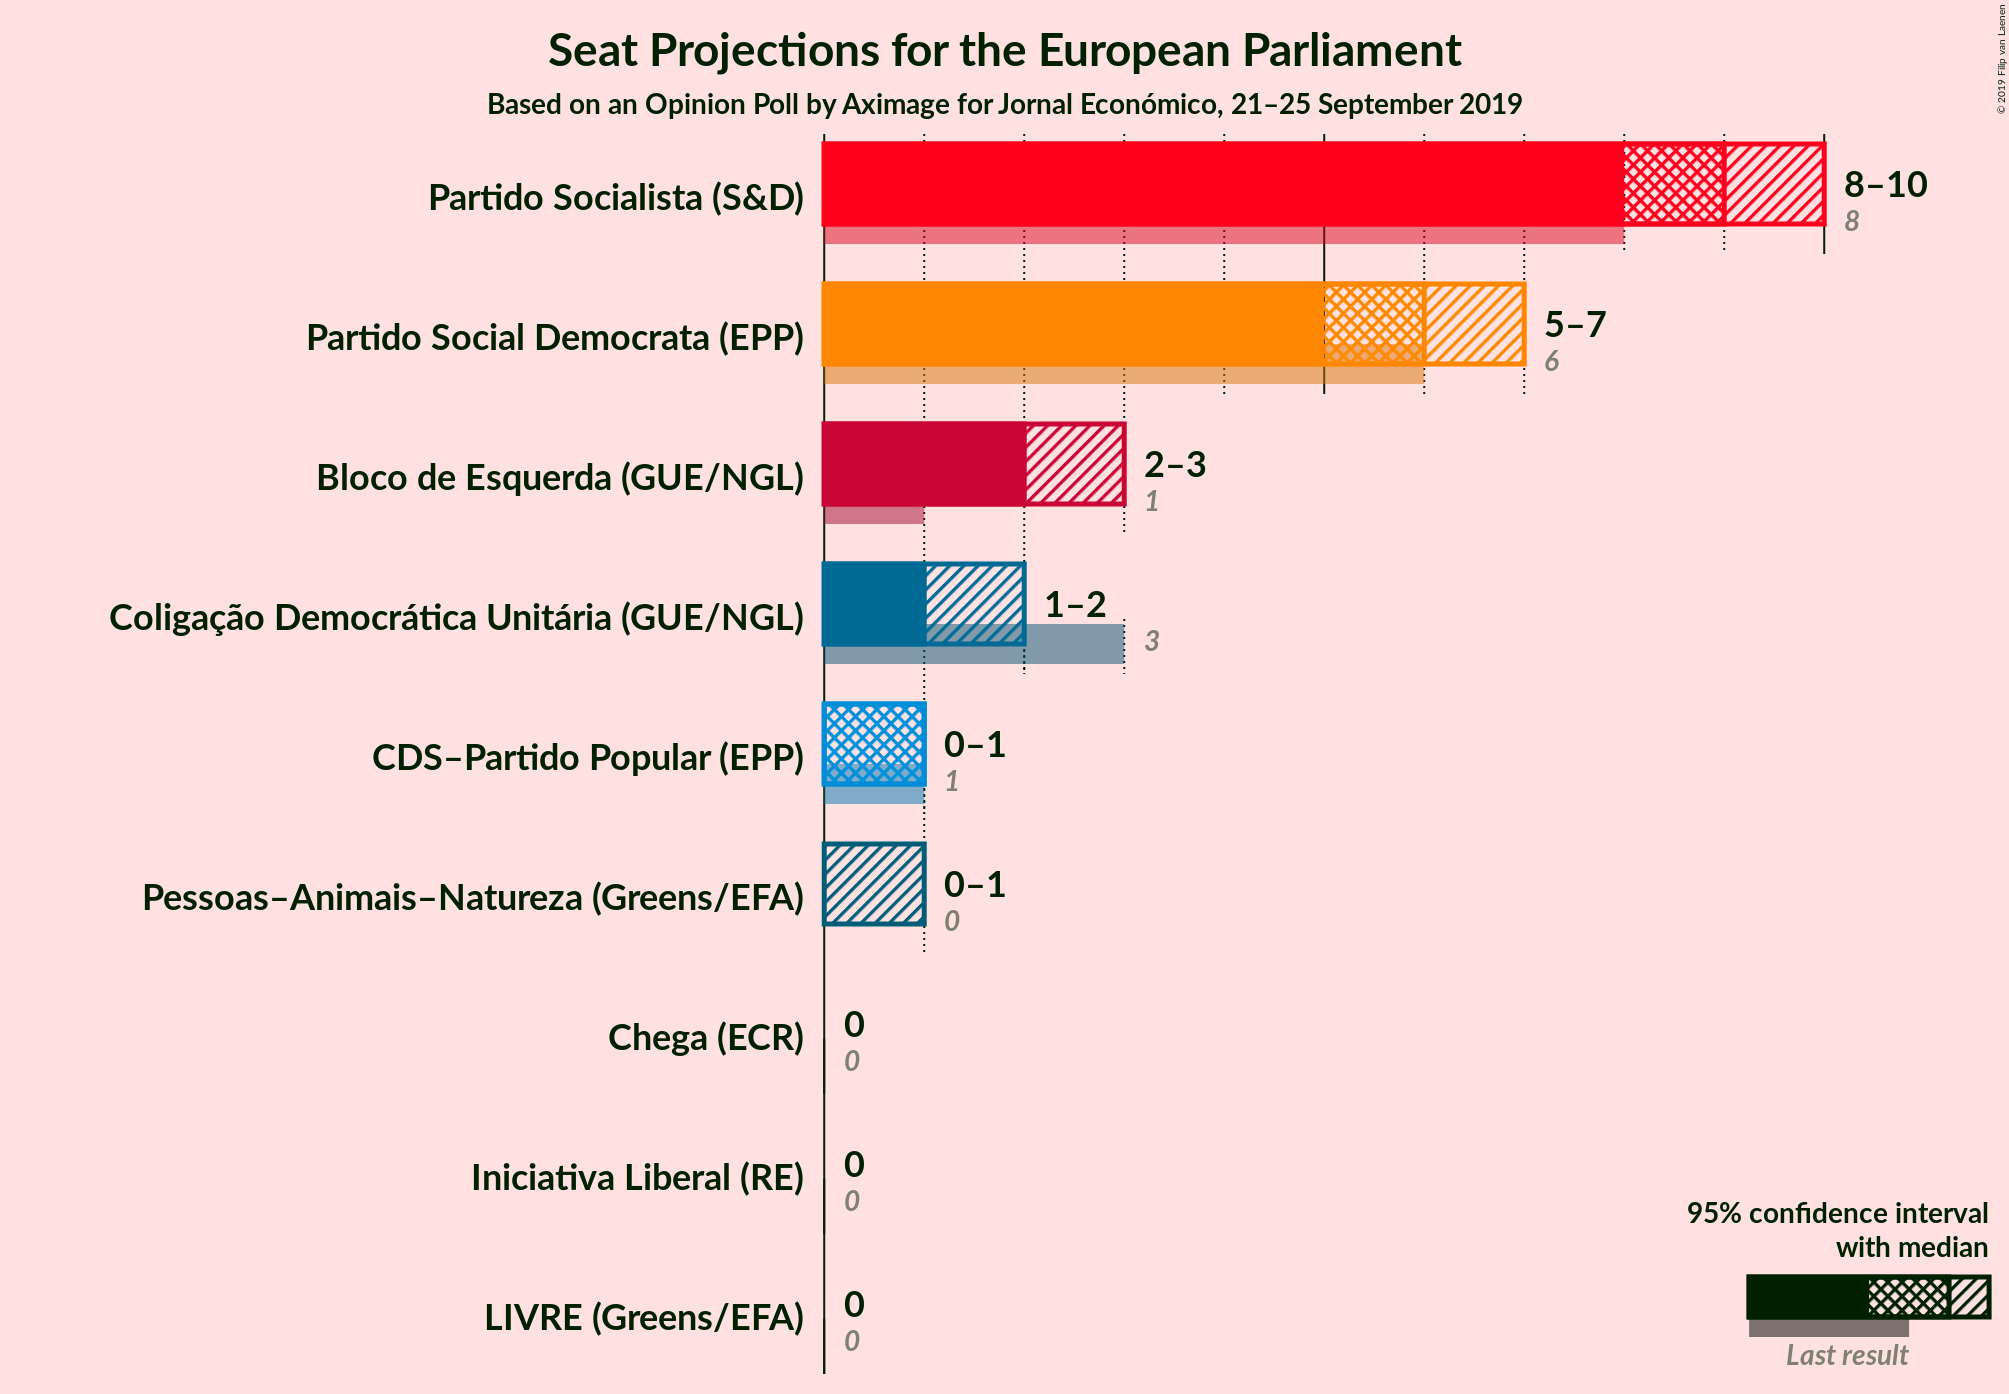 Seat Projections for the European Parliament
Based on an Opinion Poll by Aximage for Jornal Económico, 21–25 September 2019
© 2019 Filip van Laenen
Partido Socialista (S&D)
8–10
8
Partido Social Democrata (EPP)
5–7
6
Bloco de Esquerda (GUE/NGL)
2–3
1
Coligação Democrática Unitária (GUE/NGL)
1–2
3
CDS–Partido Popular (EPP)
0–1
1
Pessoas–Animais–Natureza (Greens/EFA)
0–1
0
Chega (ECR)
0
0
Iniciativa Liberal (RE)
0
0
LIVRE (Greens/EFA)
0
0
95% confidence interval
with median
Last result